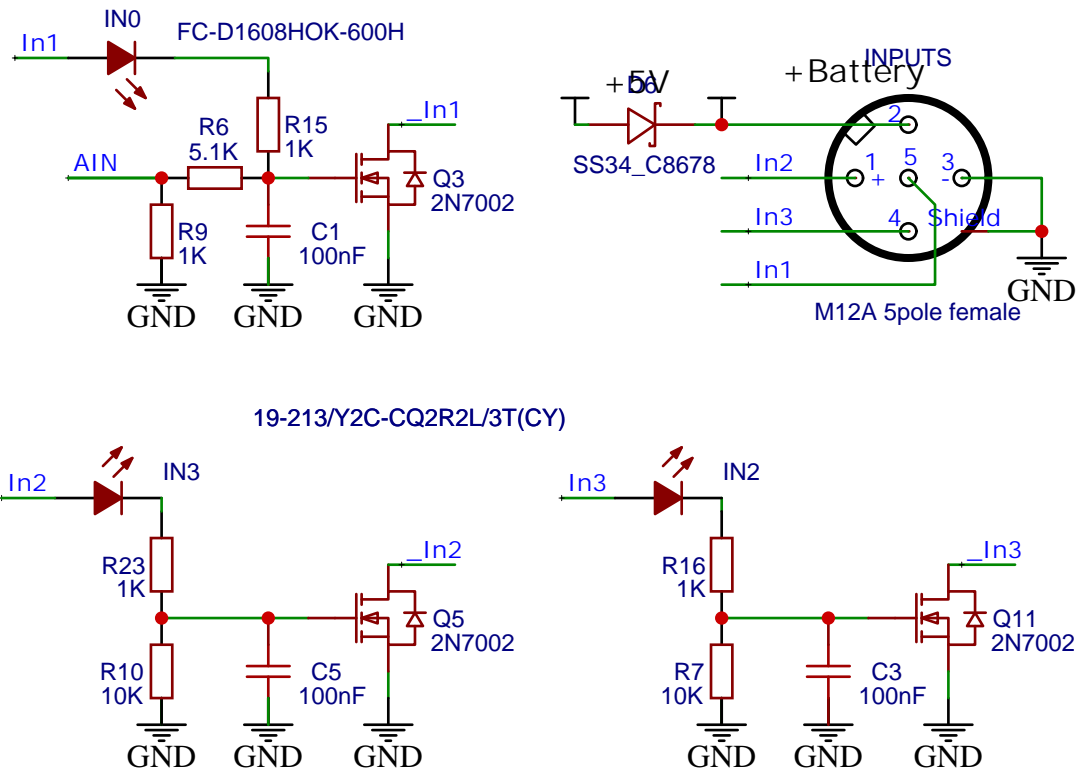 IN0
FC-D1608HOK-600H
In1
R15
1K
_In1
R6
5.1K
AIN
Q3
2N7002
R9
1K
C1
100nF
GND
GND
GND
INPUTS
+5V
D6
+Battery
SS34_C8678
In2
In3
In1
2
1
+
5
3
-
4
Shield
GND
M12A 5pole female
19-213/Y2C-CQ2R2L/3T(CY)
In2
IN3
R23
1K
_In2
Q5
2N7002
R10
10K
C5
100nF
GND
GND
GND
In3
IN2
R16
1K
_In3
Q11
2N7002
R7
10K
C3
100nF
GND
GND
GND